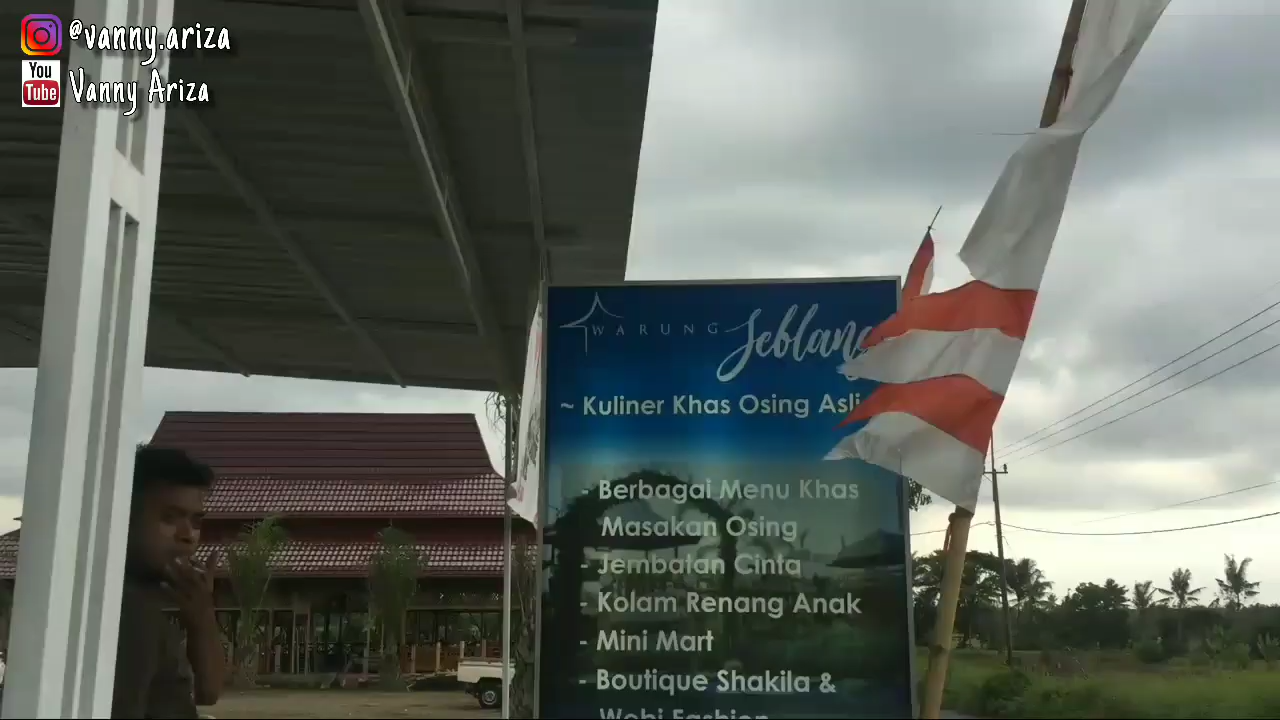 @vanny.ariza
You Tube Vanny Ariza
WARUNG Jeblang
~ Kuliner Khas Osing Asli
Berbagai Menu Khas
Masakan Osing
- Jembatan Cinta
- Kolam Renang Anak
- Mini Mart
- Boutique Shakila &